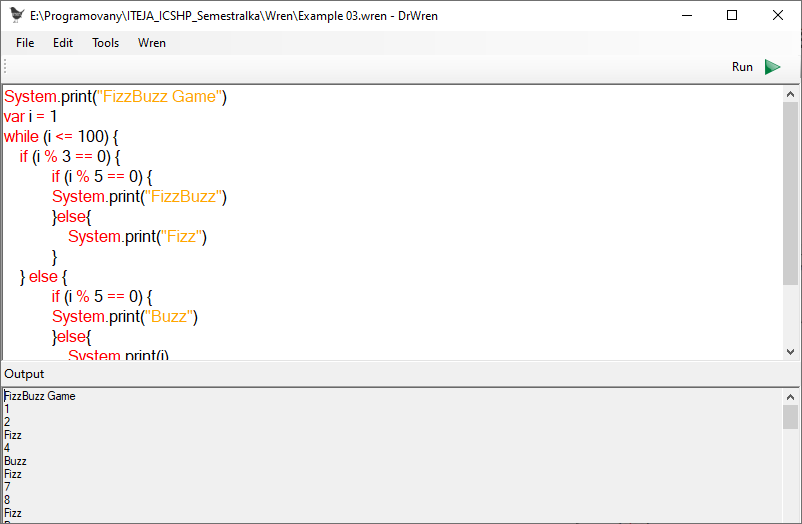 E:\Programovany\ITEJA_ICSHP_Semestralka\Wren\Example 03.wren - DrWren
File Edit Tools Wren
Run
System.print("FizzBuzz Game")
var i = 1
while (i <= 100) {
if (i % 3 == 0) {
if (i % 5 == 0) {
System.print("FizzBuzz")
}else{
System.print("Fizz")
}
} else {
if (i % 5 == 0) {
System.print("Buzz")
}else{
System.print(i)
Output
FizzBuzz Game
1
2
Fizz
4
Buzz
Fizz
7
8
Fizz